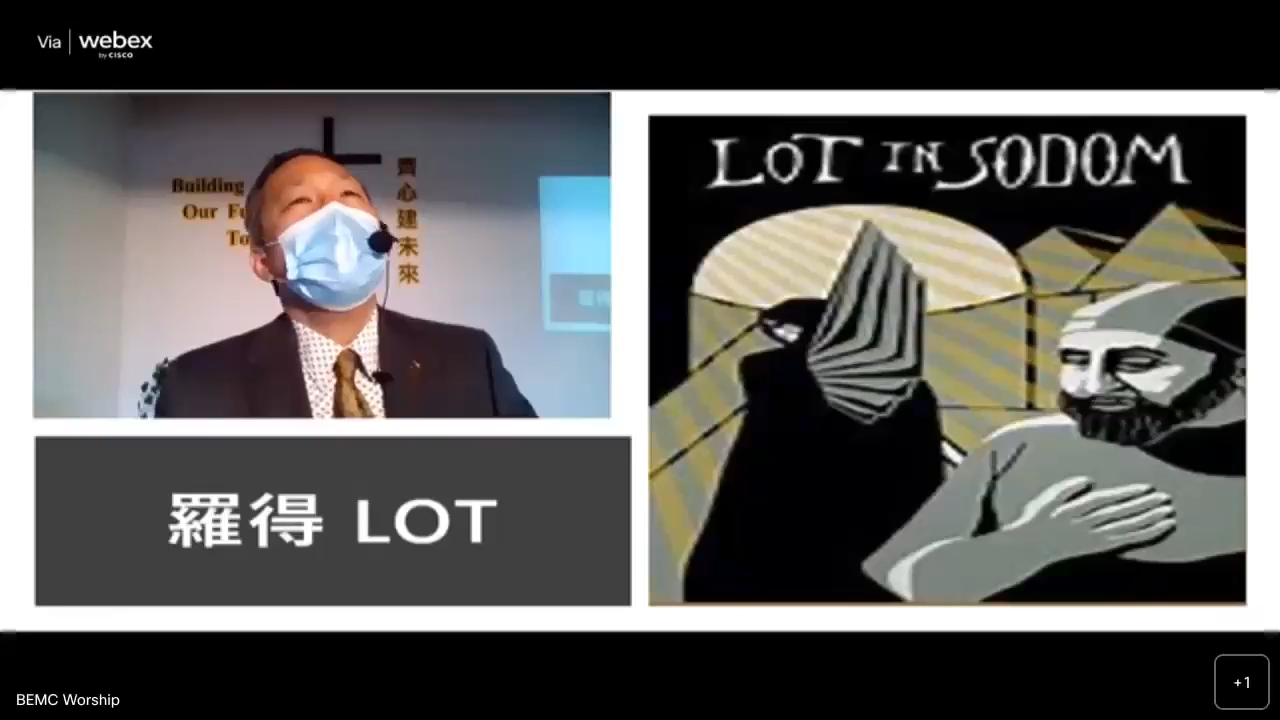 Via webex
by CISCO
Building
Our
To
齊心建未來
LOT IN SODOM
羅得 LOT
BEMC Worship
+1